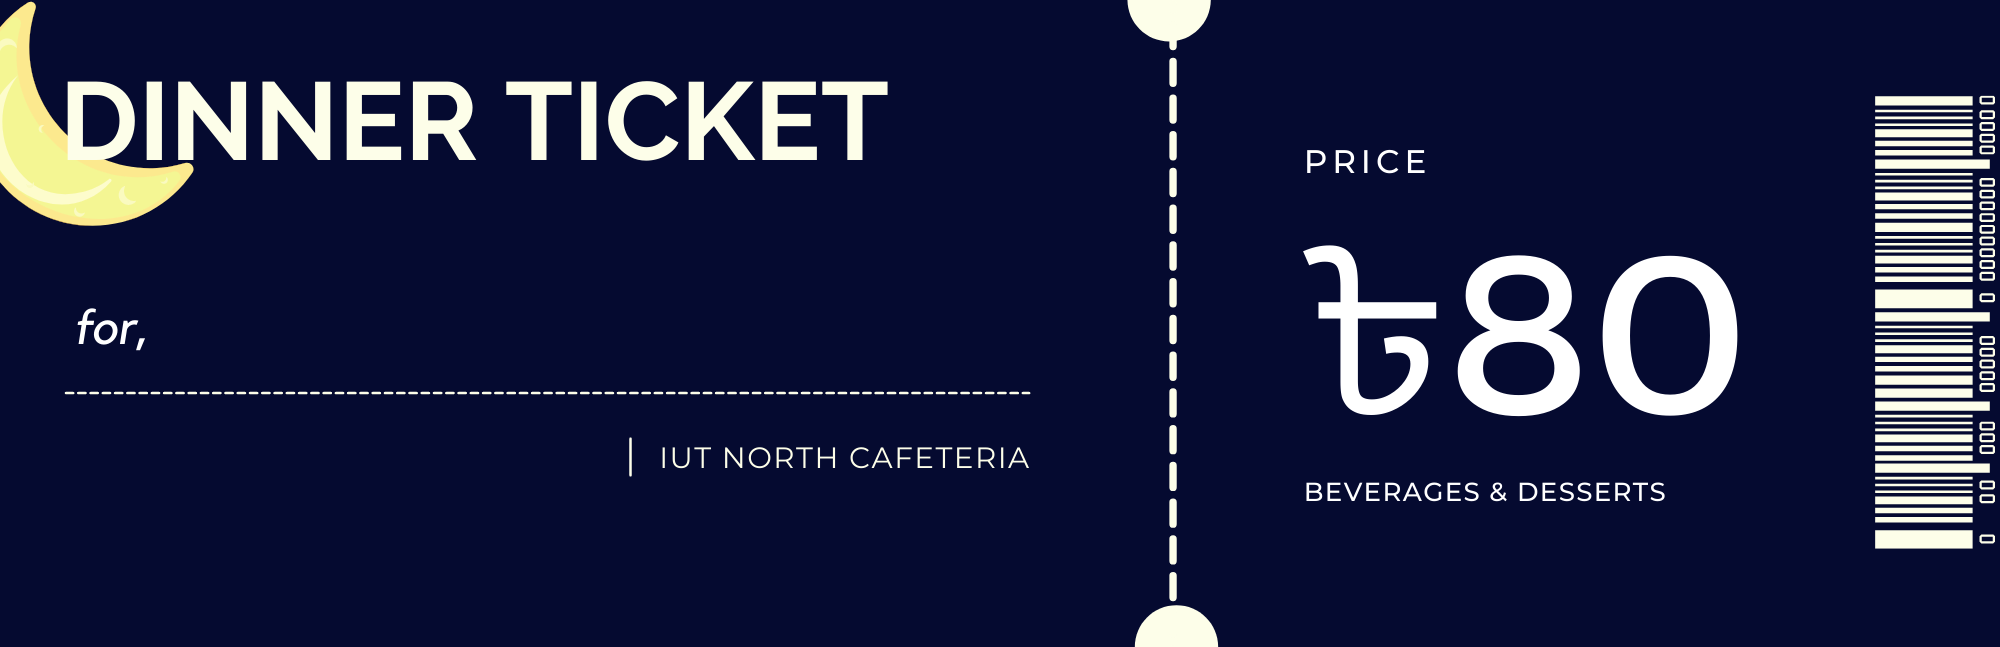 DINNER TICKET
for,
IUT NORTH CAFETERIA
PRICE
৳80
BEVERAGES & DESSERTS